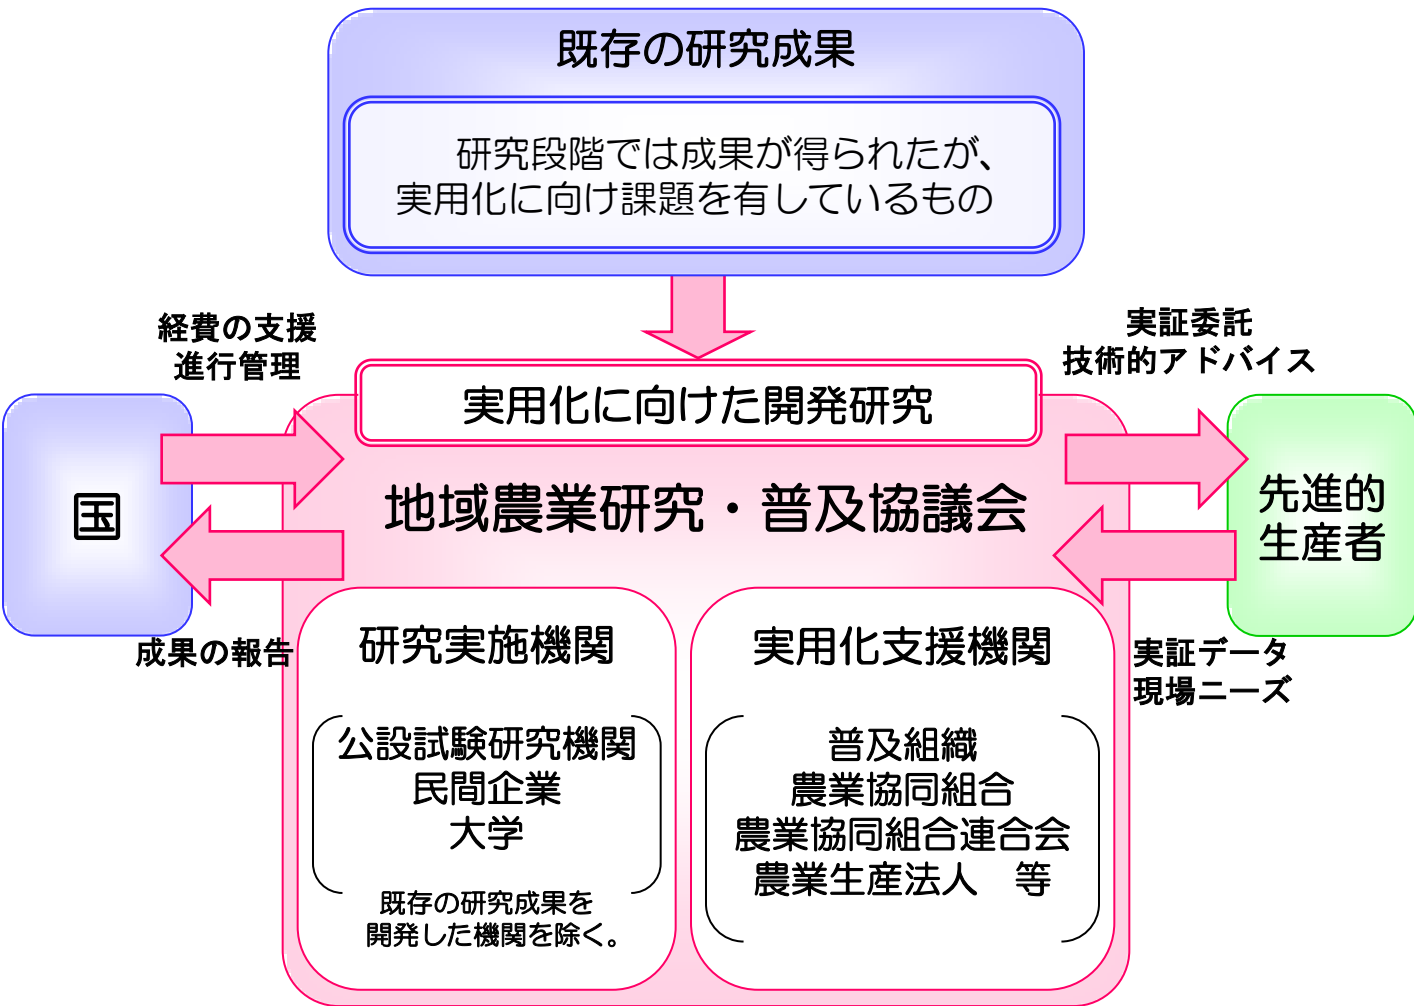 既存の研究成果
研究段階では成果が得られたが、
実用化に向け課題を有しているもの
経費の支援
進行管理
実証委託
技術的アドバイス
実用化に向けた開発研究
国
地域農業研究・普及協議会
先進的
生産者
成果の報告
実証データ
現場ニーズ
研究実施機関
公設試験研究機関
民間企業
大学
既存の研究成果を
開発した機関を除く。
実用化支援機関
普及組織
農業協同組合
農業協同組合連合会
農業生産法人　等